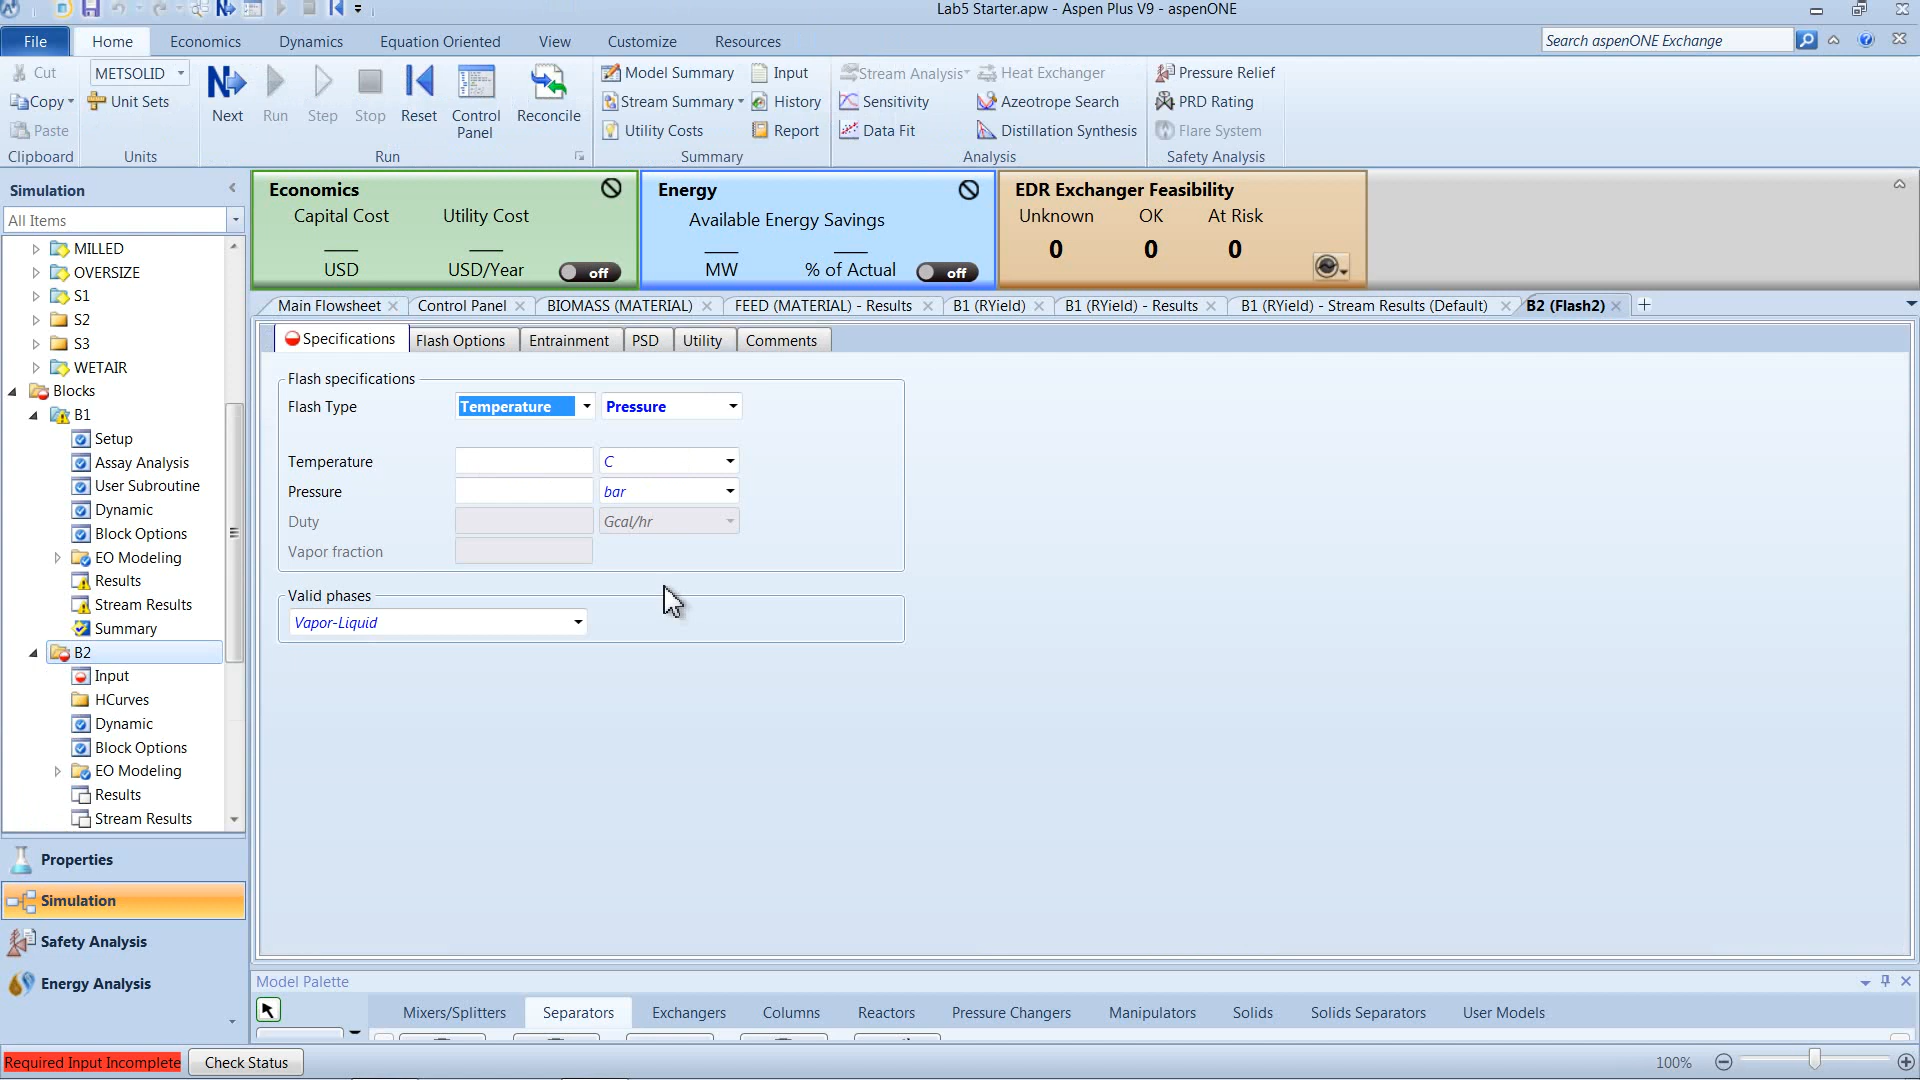 Lab5 Starter.apw - Aspen Plus V9 - aspenONE
File Home Economics Dynamics Equation Oriented View Customize Resources Search aspenONE Exchange
Cut METSOLID Model Summary Input Stream Analysis Heat Exchanger Pressure Relief
Copy Unit Sets Next Run Step Stop Reset Control Panel Reconcile Stream Summary History Sensitivity Azeotrope Search PRD Rating
Paste Utility Costs Report Data Fit Distillation Synthesis Flare System
Clipboard Units Run Summary Analysis Safety Analysis
Simulation
All Items
Economics
Capital Cost Utility Cost
USD USD/Year off
Energy
Available Energy Savings
MW % of Actual off
EDR Exchanger Feasibility
Unknown OK At Risk
0 0 0
MILLED
OVERSIZE
S1
S2
S3
WETAIR
Blocks
B1
Setup
Assay Analysis
User Subroutine
Dynamic
Block Options
EO Modeling
Results
Stream Results
Summary
B2
Input
HCurves
Dynamic
Block Options
EO Modeling
Results
Stream Results
Properties
Simulation
Safety Analysis
Energy Analysis
Main Flowsheet Control Panel BIOMASS (MATERIAL) FEED (MATERIAL) - Results B1 (RYield) B1 (RYield) - Results B1 (RYield) - Stream Results (Default) B2 (Flash2)
Specifications Flash Options Entrainment PSD Utility Comments
Flash specifications
Flash Type Temperature Pressure
Temperature C
Pressure bar
Duty Gcal/hr
Vapor fraction
Valid phases
Vapor-Liquid
Model Palette
Mixers/Splitters Separators Exchangers Columns Reactors Pressure Changers Manipulators Solids Solids Separators User Models
Required Input Incomplete Check Status 100%